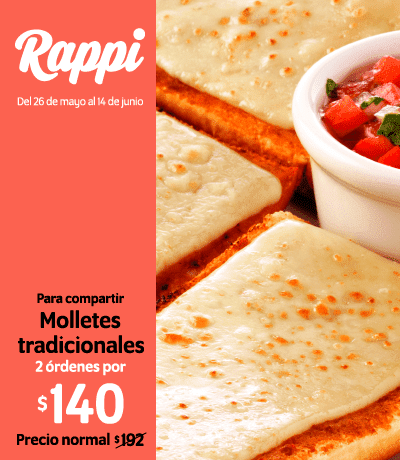 Rappi
Del 26 de mayo al 14 de junio
Para compartir
Molletes
tradicionales
2 órdenes por
$140
Precio normal $192